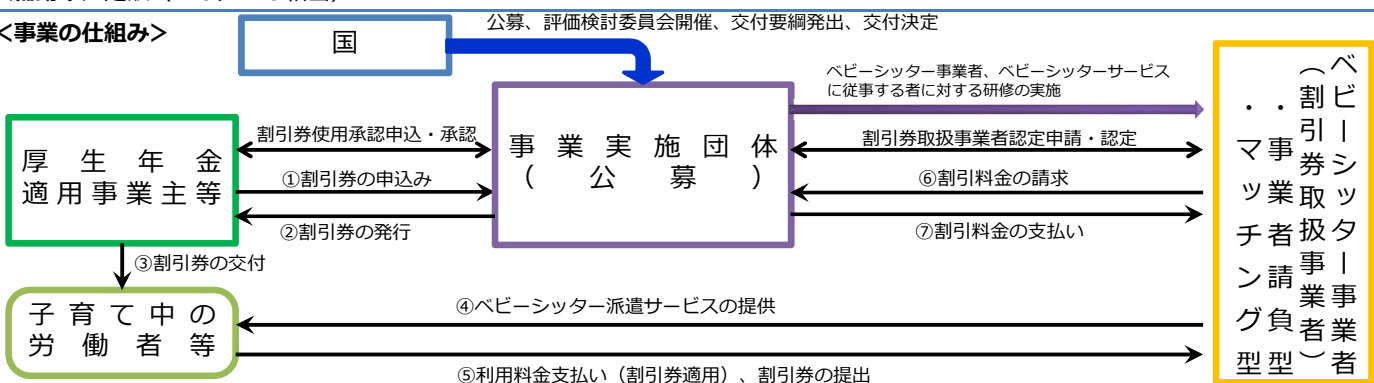 ＜事業の仕組み＞
国
公募、評価検討委員会開催、交付要綱発出、交付決定
ベビーシッター事業者、ベビーシッターサービス
に従事する者に対する研修の実施
厚生年金
適用事業主等
割引券使用承認申込・承認
①割引券の申込み
②割引券の発行
事業実施団体
（公募）
割引券取扱事業者認定申請・認定
⑥割引料金の請求
⑦割引料金の支払い
ベビーシッター事業者
（割引券取扱事業者）
・事業者請負型
・マッチング型
③割引券の交付
子育て中の
労働者等
④ベビーシッター派遣サービスの提供
⑤利用料金支払い（割引券適用）、割引券の提出